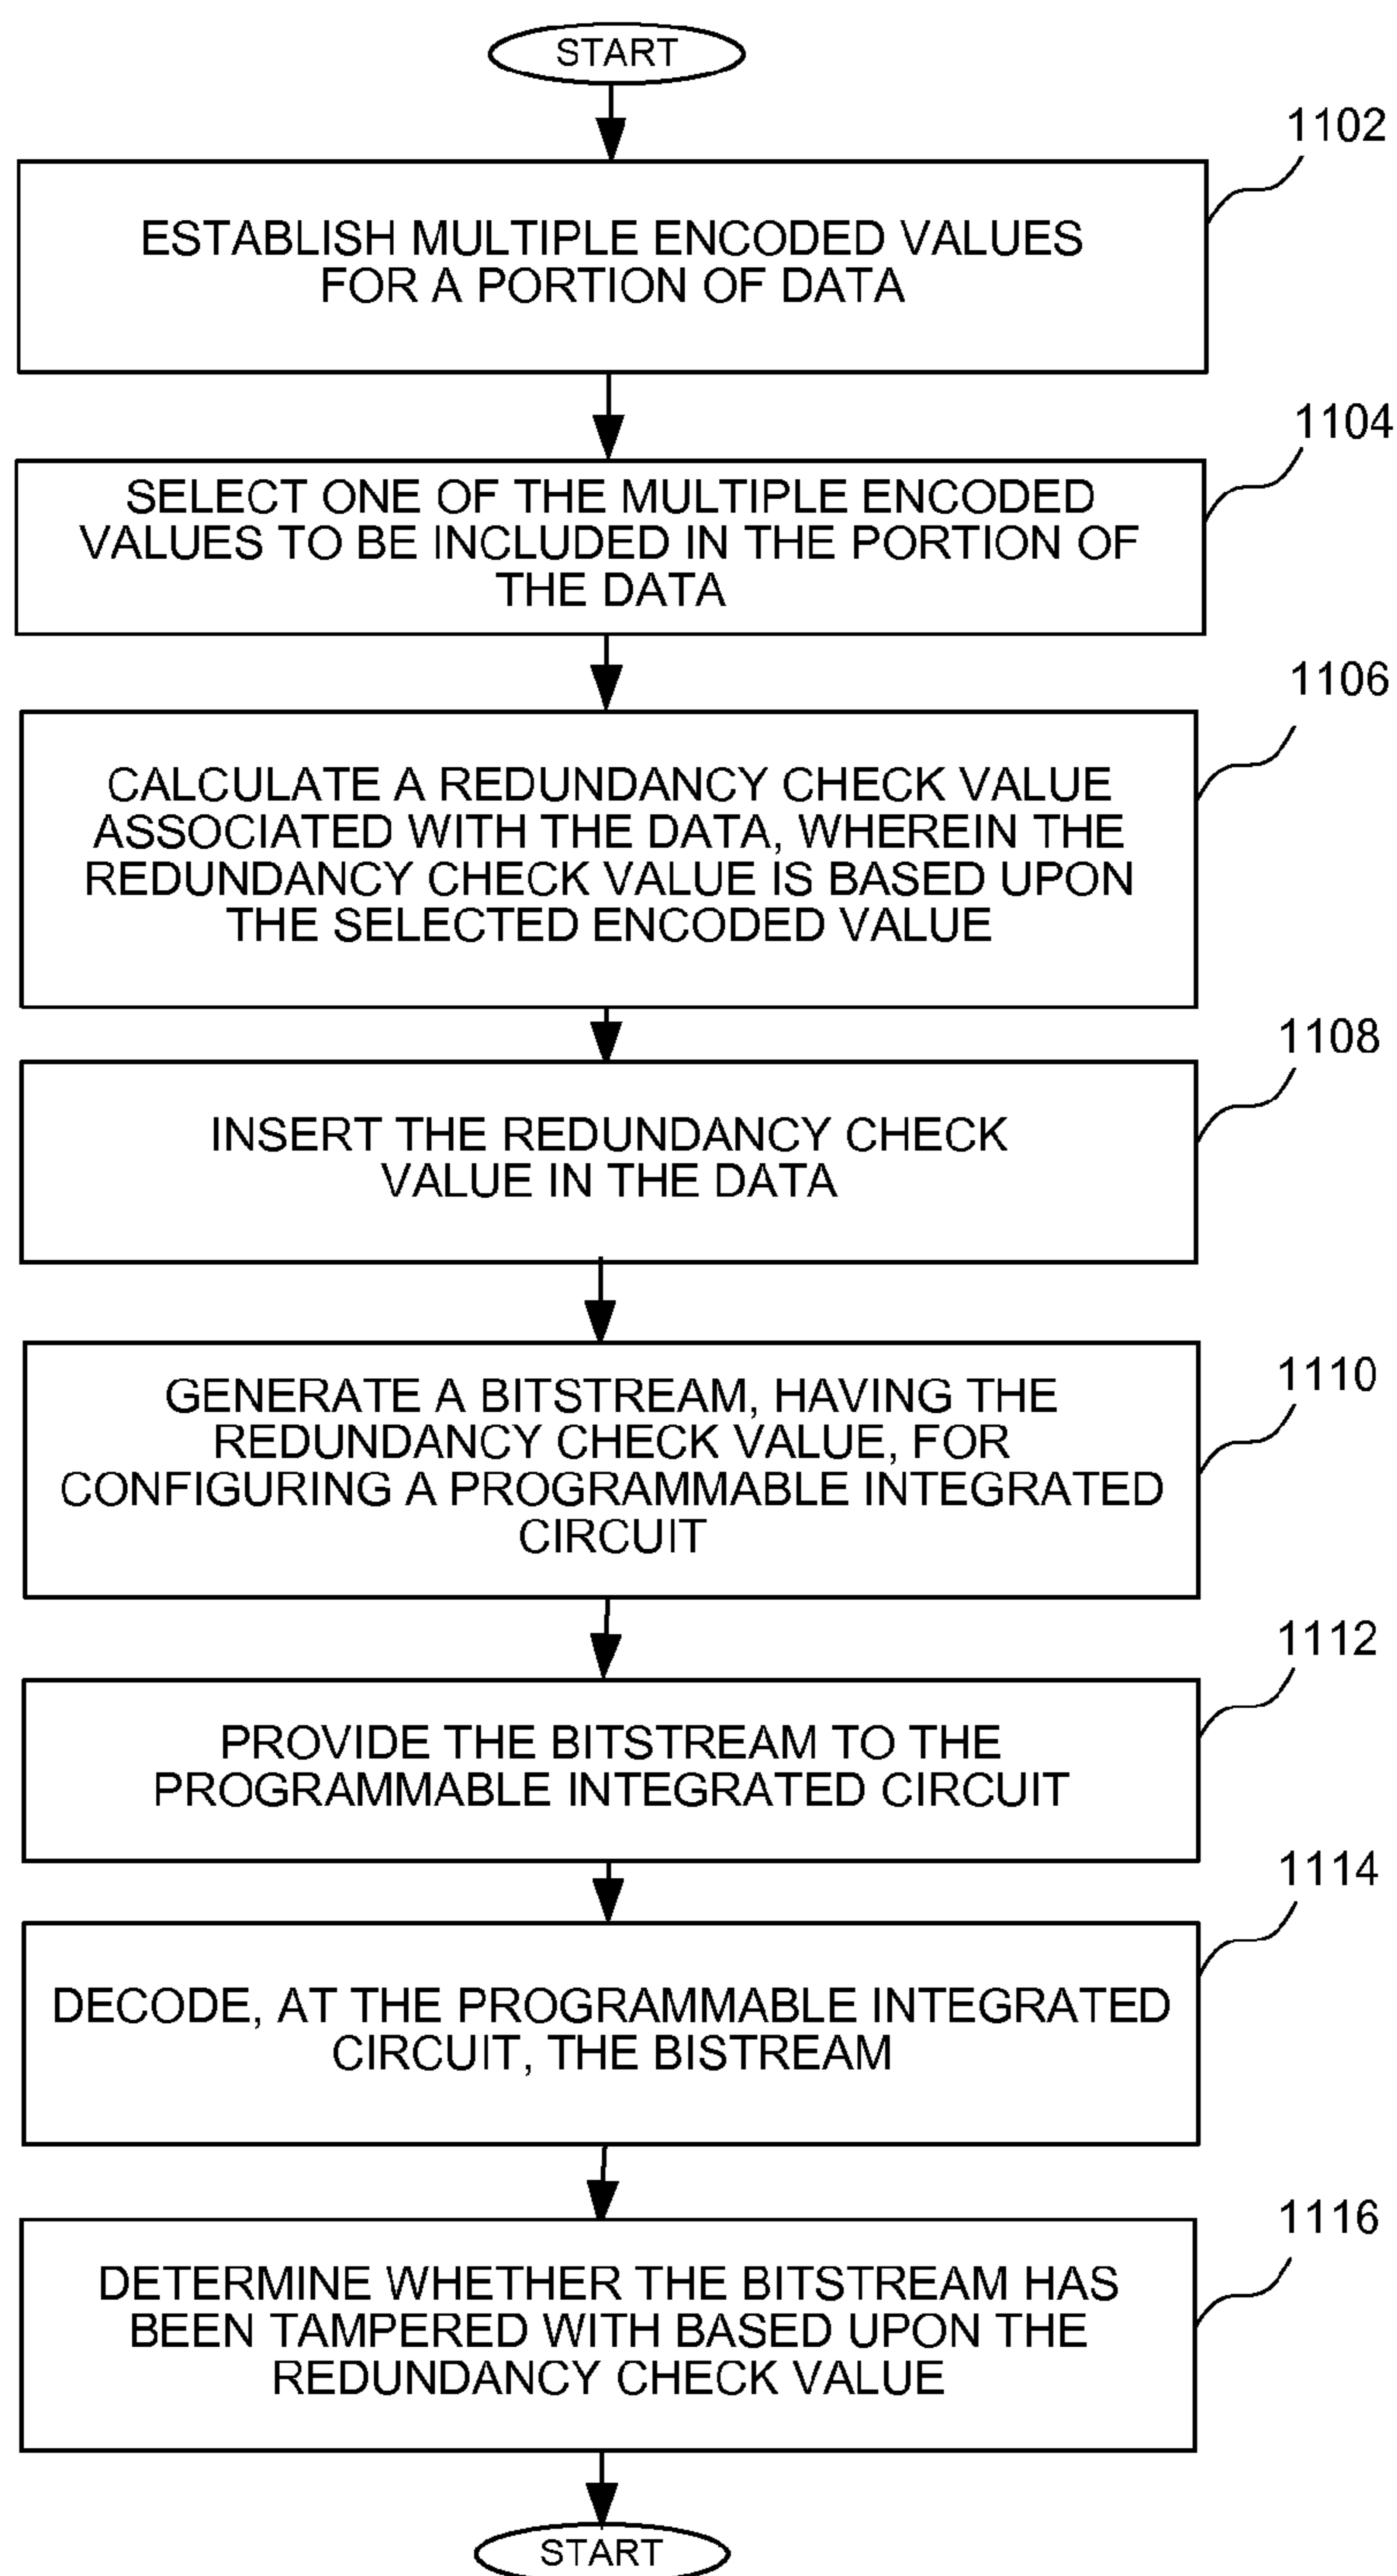 START
1102
ESTABLISH MULTIPLE ENCODED VALUES
FOR A PORTION OF DATA
1104
SELECT ONE OF THE MULTIPLE ENCODED
VALUES TO BE INCLUDED IN THE PORTION OF
THE DATA
1106
CALCULATE A REDUNDANCY CHECK VALUE
ASSOCIATED WITH THE DATA, WHEREIN THE
REDUNDANCY CHECK VALUE IS BASED UPON
THE SELECTED ENCODED VALUE
1108
INSERT THE REDUNDANCY CHECK
VALUE IN THE DATA
1110
GENERATE A BITSTREAM, HAVING THE
REDUNDANCY CHECK VALUE, FOR
CONFIGURING A PROGRAMMABLE INTEGRATED
CIRCUIT
1112
PROVIDE THE BITSTREAM TO THE
PROGRAMMABLE INTEGRATED CIRCUIT
1114
DECODE, AT THE PROGRAMMABLE INTEGRATED
CIRCUIT, THE BISTREAM
1116
DETERMINE WHETHER THE BITSTREAM HAS
BEEN TAMPERED WITH BASED UPON THE
REDUNDANCY CHECK VALUE
START